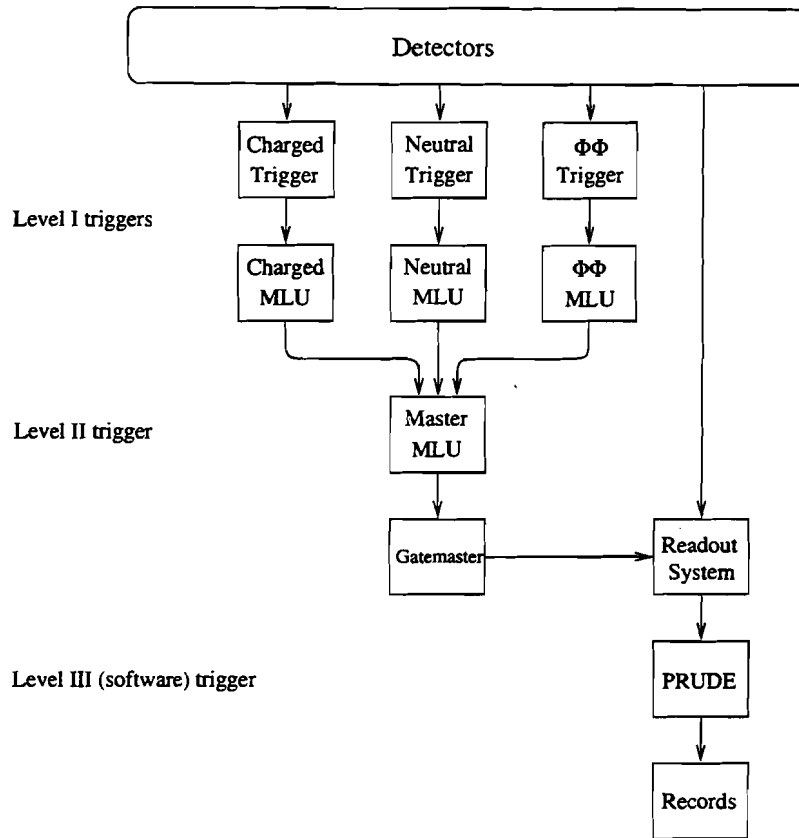 Detectors
Charged
Trigger
Neutral
Trigger
ΦΦ
Trigger
Level I triggers
Charged
MLU
Neutral
MLU
ΦΦ
MLU
Level II trigger
Master
MLU
Gatemaster
Readout
System
Level III (software) trigger
PRUDE
Records